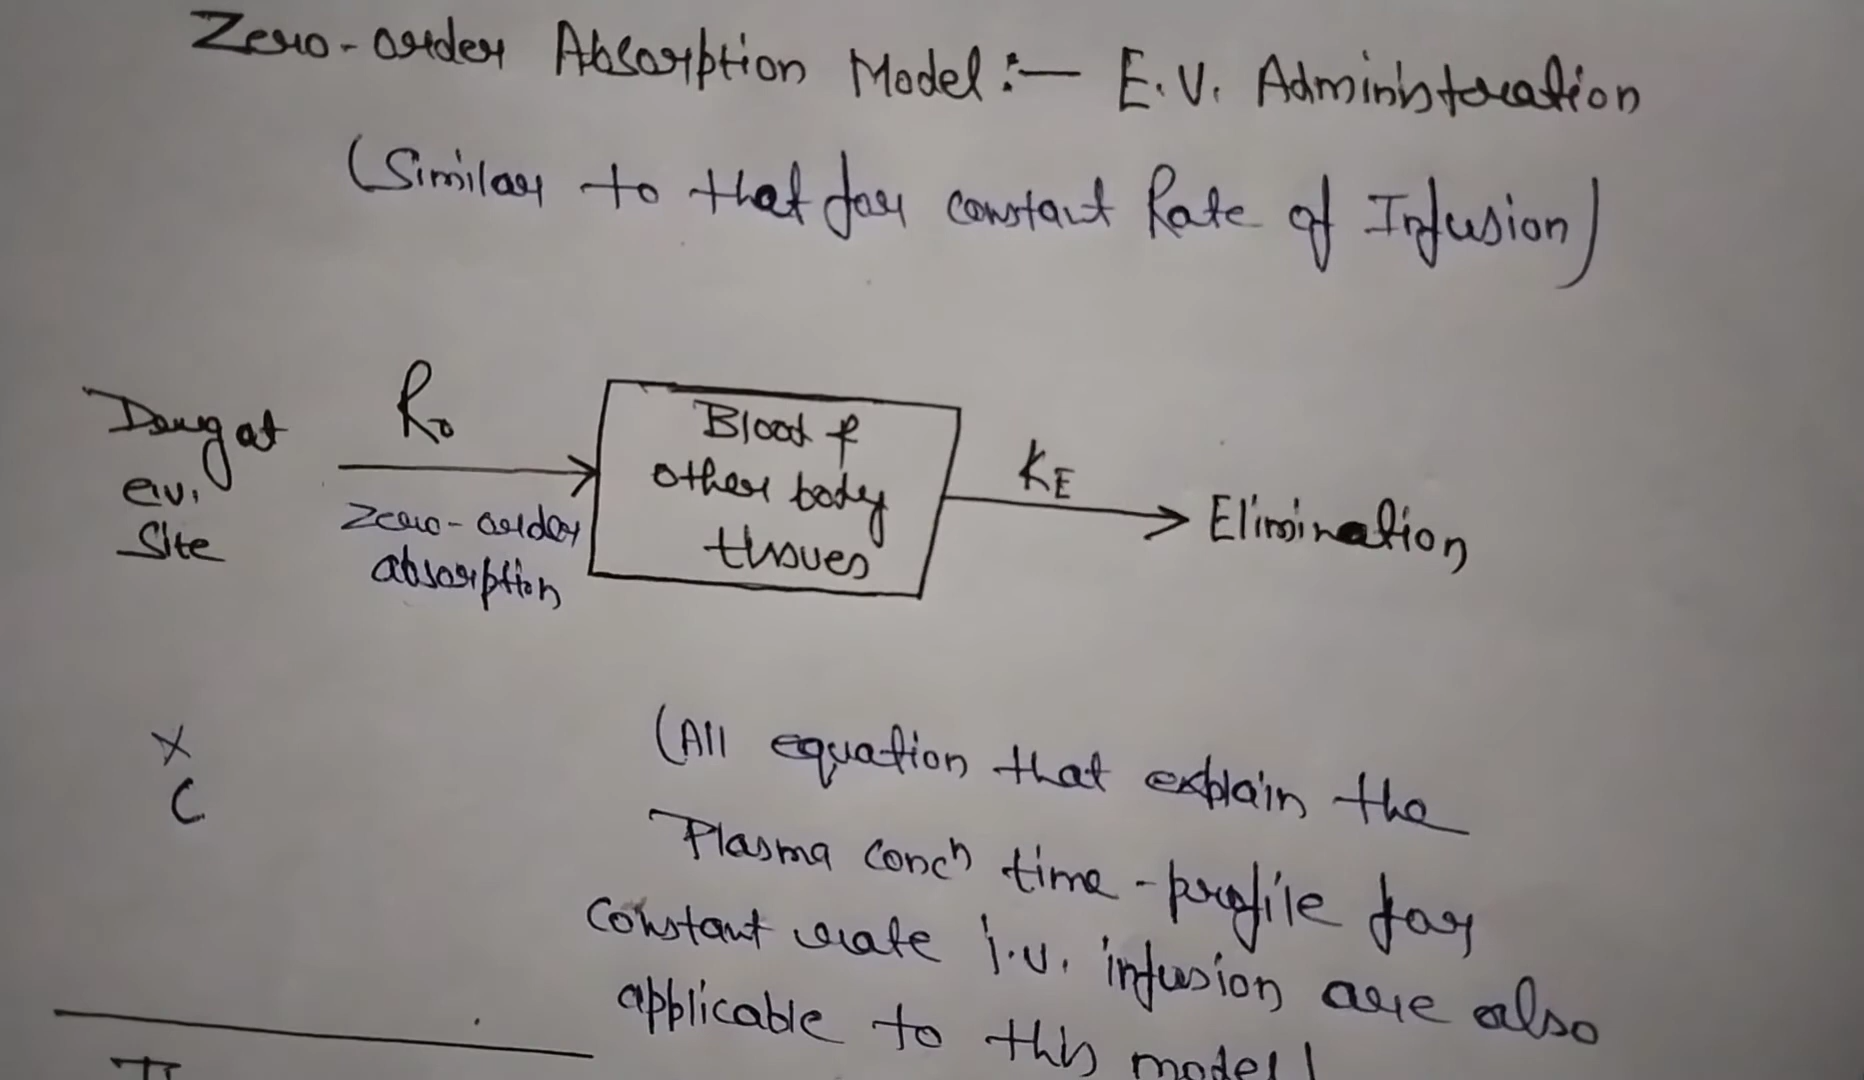 Zero-order Absorption Model :— E.V. Administration
(Similar to that for constant Rate of Infusion)
Drug at
e.v.
Site
R₀
Zero-order
absorption
Blood &
other body
tissues
KE
Elimination
X
C
(All equation that explain the
Plasma concⁿ time-profile for
constant rate i.v. infusion are also
applicable to this model)